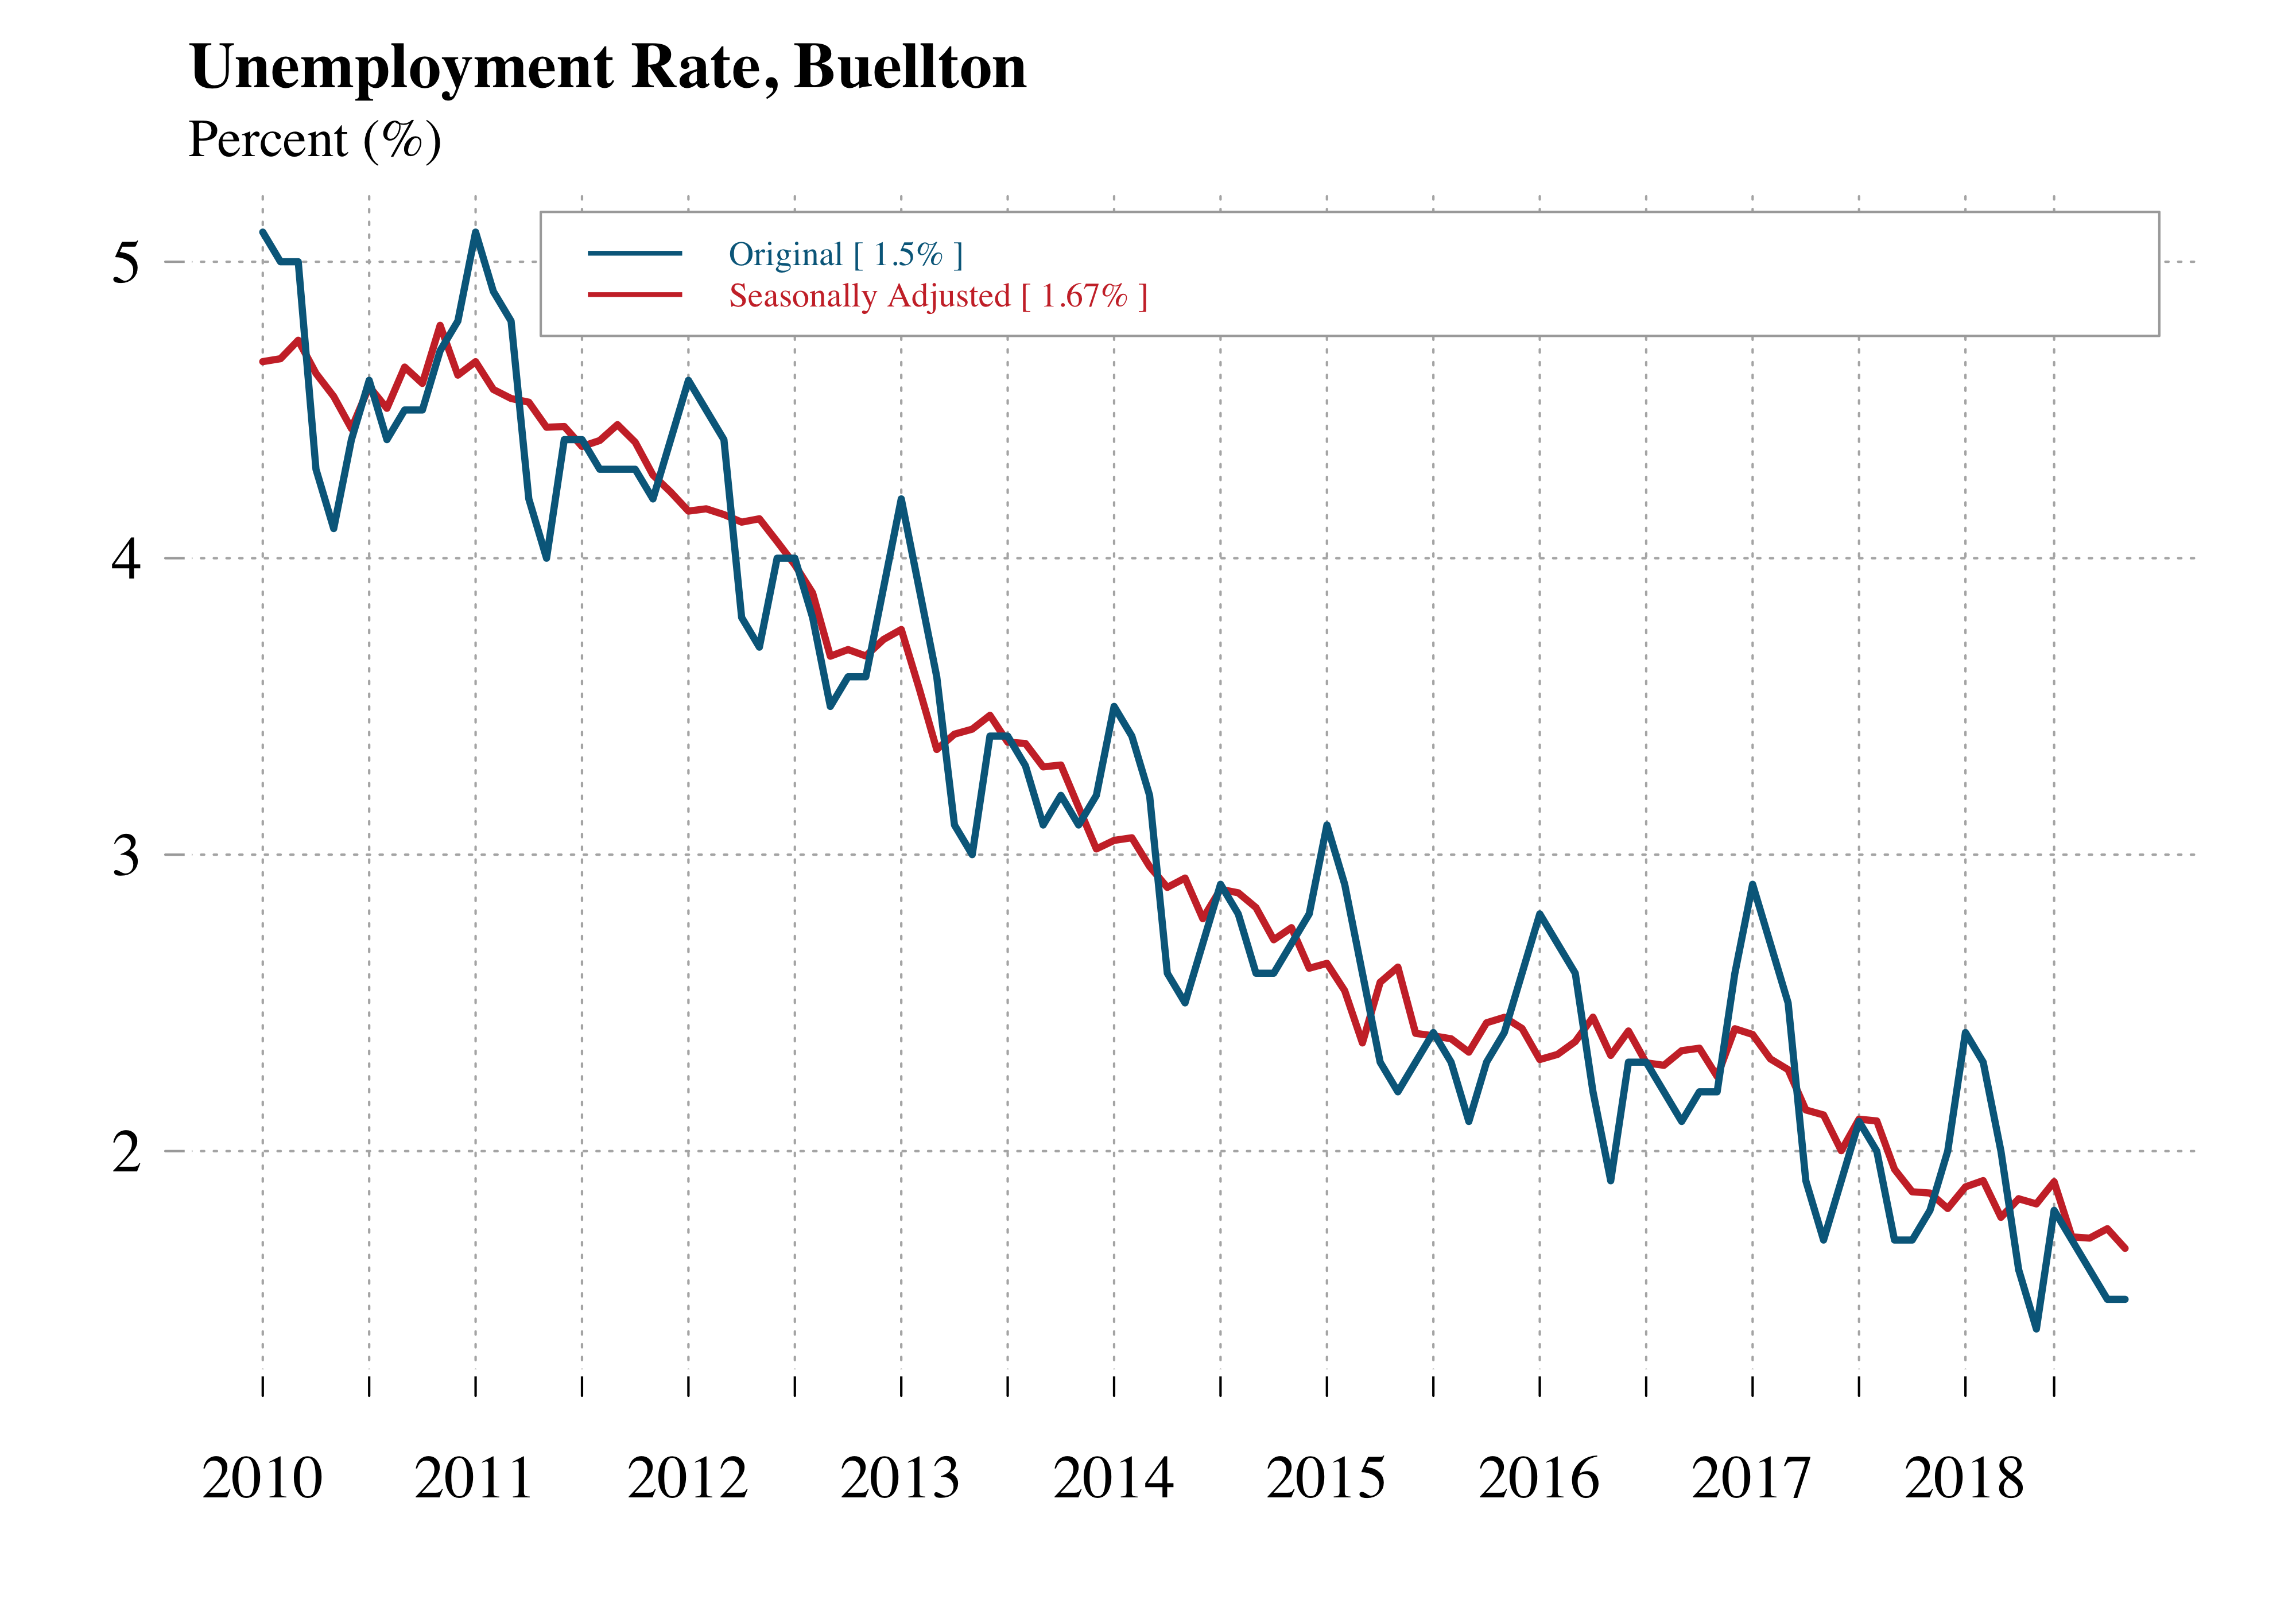 Unemployment Rate, Buellton
Percent (%)
Original [ 1.5% ]
Seasonally Adjusted [ 1.67% ]
5
4
3
2
2010 2011 2012 2013 2014 2015 2016 2017 2018